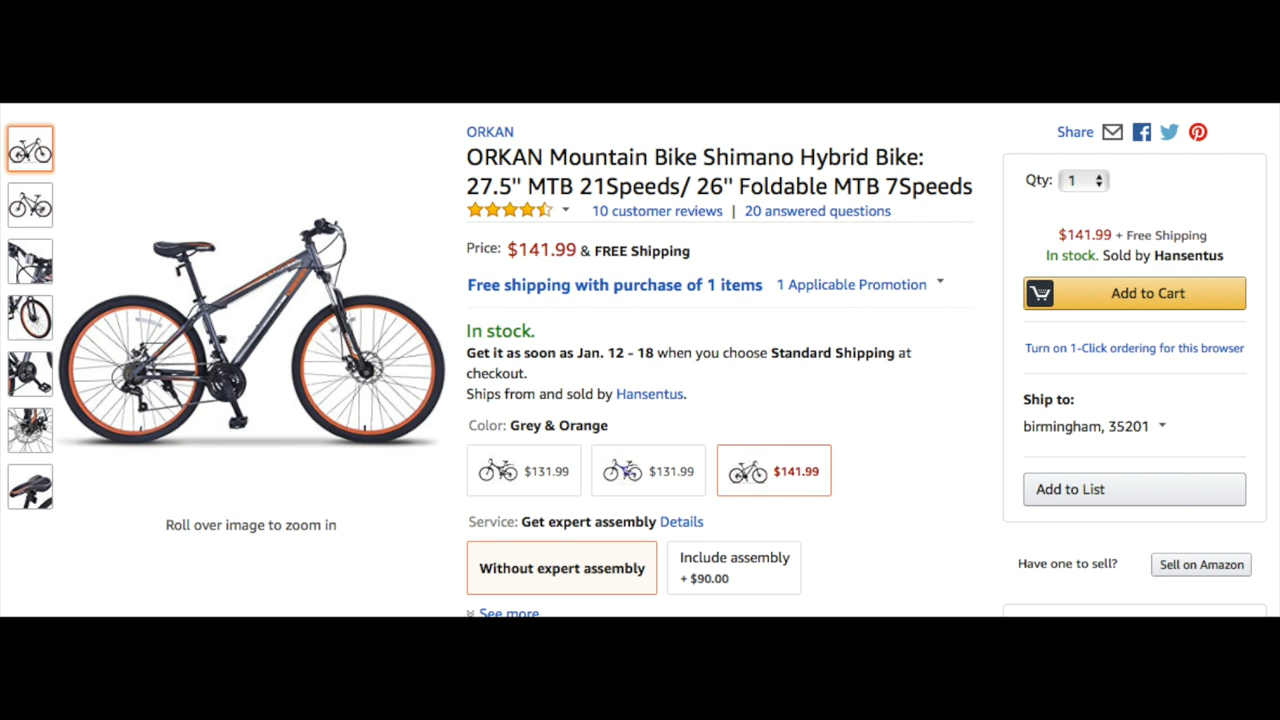 ORKAN
ORKAN Mountain Bike Shimano Hybrid Bike:
27.5" MTB 21Speeds/ 26" Foldable MTB 7Speeds
10 customer reviews | 20 answered questions
Price: $141.99 & FREE Shipping
Free shipping with purchase of 1 items 1 Applicable Promotion
In stock.
Get it as soon as Jan. 12 - 18 when you choose Standard Shipping at
checkout.
Ships from and sold by Hansentus.
Color: Grey & Orange
$131.99 $131.99 $141.99
Service: Get expert assembly Details
Without expert assembly
Include assembly
+ $90.00
See more
Roll over image to zoom in
Share
Qty: 1
$141.99 + Free Shipping
In stock. Sold by Hansentus
Add to Cart
Turn on 1-Click ordering for this browser
Ship to:
birmingham, 35201
Add to List
Have one to sell? Sell on Amazon